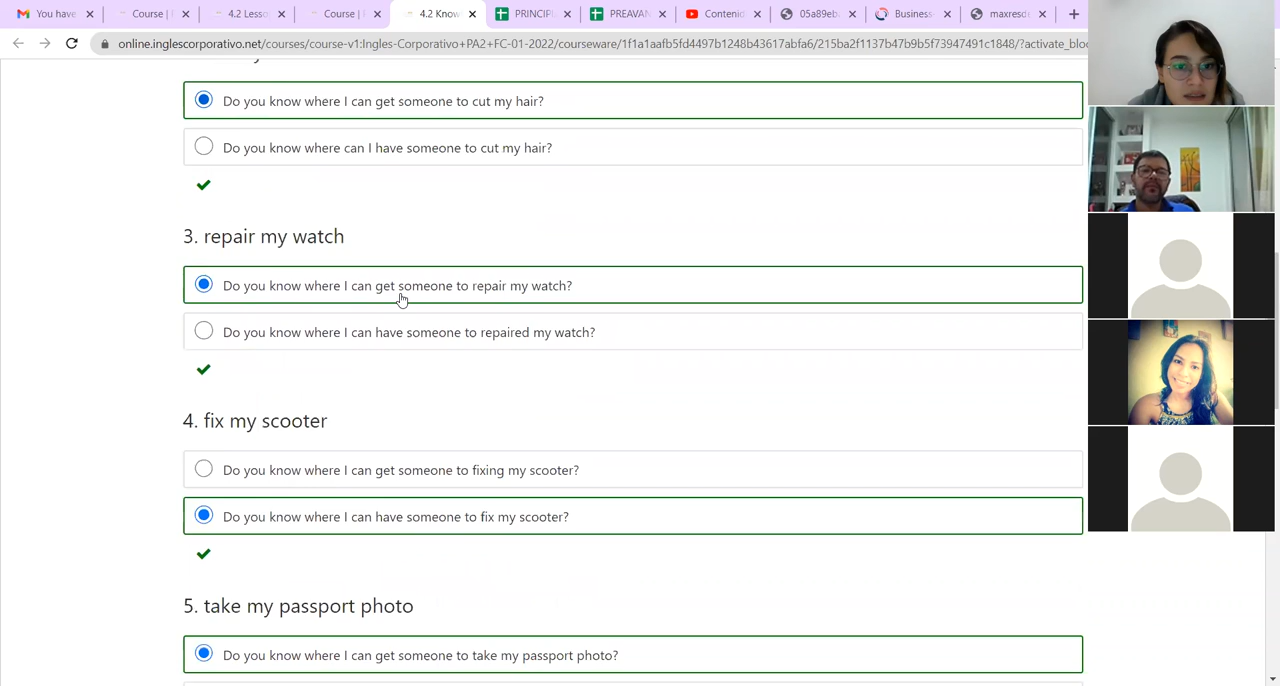 You have
Course |
4.2 Less
Course |
4.2 Know
PRINCIPI
PREAVAN
Contenid
05a89eb
Business
maxresde
online.inglescorporativo.net/courses/course-v1:Ingles-Corporativo+PA2+FC-01-2022/courseware/1f1a1aafb5fd4497b1248b43617abfa6/215ba2f1137b47b9b5f73947491c1848/?activate_bloc
Do you know where I can get someone to cut my hair?
Do you know where can I have someone to cut my hair?
3. repair my watch
Do you know where I can get someone to repair my watch?
Do you know where I can have someone to repaired my watch?
4. fix my scooter
Do you know where I can get someone to fixing my scooter?
Do you know where I can have someone to fix my scooter?
5. take my passport photo
Do you know where I can get someone to take my passport photo?